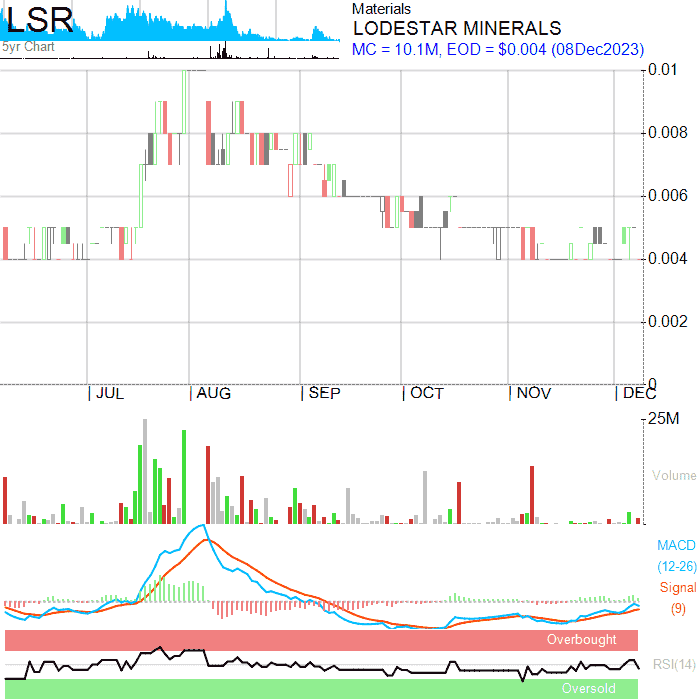 LSR
5yr Chart
Materials
LODESTAR MINERALS
MC = 10.1M, EOD = $0.004 (08Dec2023)
0.01
0.008
0.006
0.004
0.002
0
JUL AUG SEP OCT NOV DEC
25M
Volume
MACD
(12-26)
Signal
(9)
Overbought
RSI(14)
Oversold